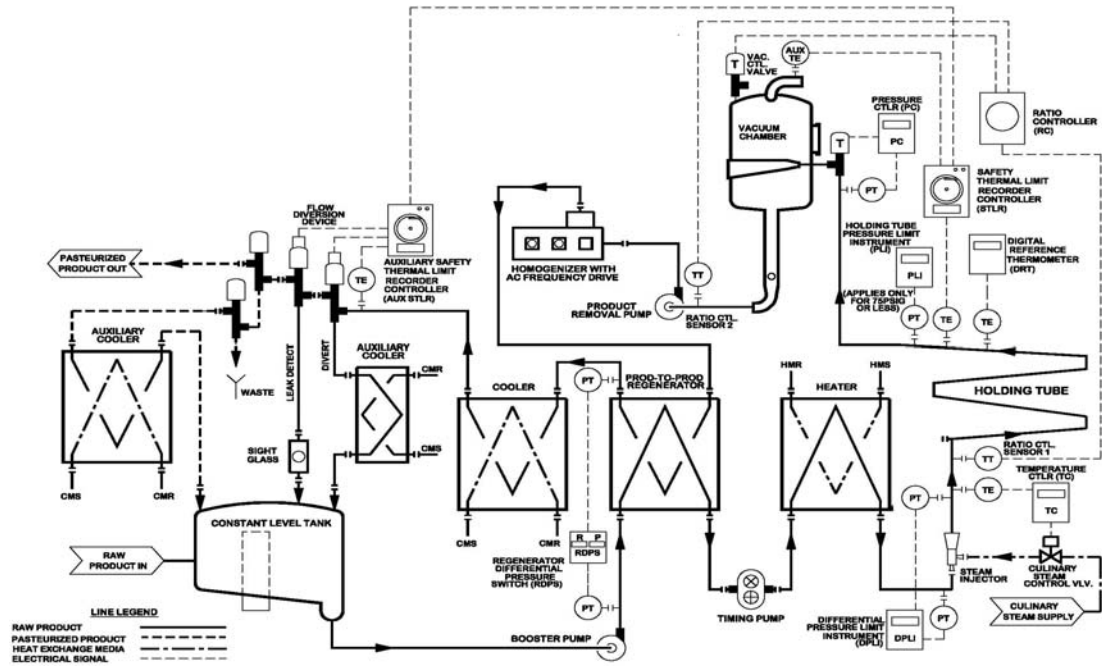 T
VAC.
CTL.
VALVE
AUX
TE
PRESSURE
CTLR (PC)
PC
T
VACUUM
CHAMBER
PT
RATIO
CONTROLLER
(RC)
SAFETY
THERMAL LIMIT
RECORDER
CONTROLLER
(STLR)
FLOW
DIVERSION
DEVICE
AUXILIARY SAFETY
THERMAL LIMIT
RECORDER
CONTROLLER
(AUX STLR)
TE
PASTEURIZED
PRODUCT OUT
HOMOGENIZER WITH
AC FREQUENCY DRIVE
TT
PRODUCT
REMOVAL PUMP
RATIO CTL.
SENSOR 2
HOLDING TUBE
PRESSURE LIMIT
INSTRUMENT (PLI)
PLI
(APPLIES ONLY
FOR 75PSIG
OR LESS)
PT
TE
TE
DIGITAL
REFERENCE
THERMOMETER
(DRT)
AUXILIARY
COOLER
WASTE
LEAK DETECT
DIVERT
AUXILIARY
COOLER
CMR
CMS
COOLER
PT
PROD-TO-PROD
REGENERATOR
HMR
HMS
HEATER
HOLDING TUBE
RATIO CTL.
SENSOR 1
TT
TEMPERATURE
CTLR (TC)
TE
TC
PT
SIGHT
GLASS
CMS
CMR
CONSTANT LEVEL TANK
RAW
PRODUCT IN
CMS
CMR
R P
RDPS
REGENERATOR
DIFFERENTIAL
PRESSURE
SWITCH (RDPS)
PT
STEAM
INJECTOR
CULINARY
STEAM
CONTROL VLV.
TIMING PUMP
BOOSTER PUMP
DIFFERENTIAL
PRESSURE LIMIT
INSTRUMENT
(DPLI)
DPLI
PT
CULINARY
STEAM SUPPLY
LINE LEGEND
RAW PRODUCT
PASTEURIZED PRODUCT
HEAT EXCHANGE MEDIA
ELECTRICAL SIGNAL